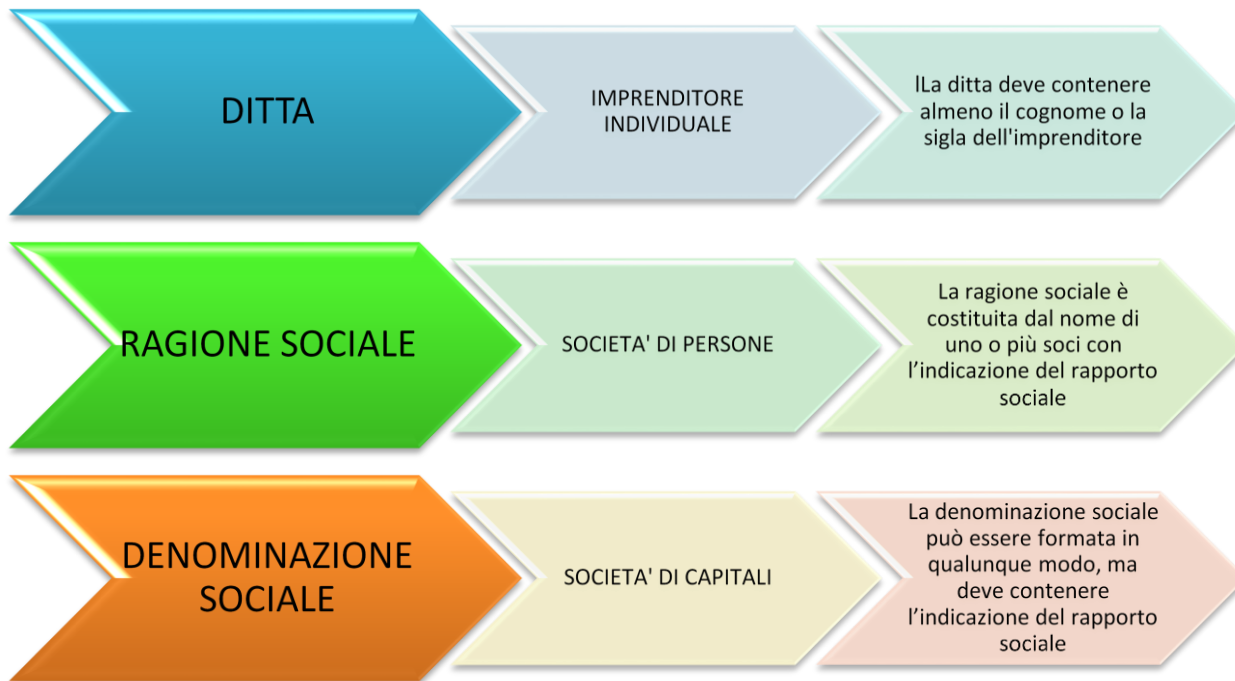 DITTA
IMPRENDITORE
INDIVIDUALE
lLa ditta deve contenere
almeno il cognome o la
sigla dell'imprenditore
RAGIONE SOCIALE
SOCIETA' DI PERSONE
La ragione sociale è
costituita dal nome di
uno o più soci con
l’indicazione del rapporto
sociale
DENOMINAZIONE
SOCIALE
SOCIETA' DI CAPITALI
La denominazione sociale
può essere formata in
qualunque modo, ma
deve contenere
l’indicazione del rapporto
sociale